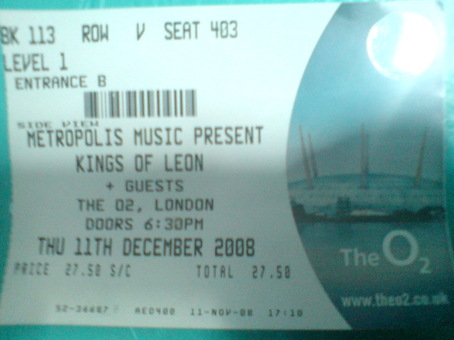 BK 113 ROW V SEAT 403
LEVEL 1
ENTRANCE B
SIDE VIEW
METROPOLIS MUSIC PRESENT
KINGS OF LEON
+ GUESTS
THE O2, LONDON
DOORS 6:30PM
THU 11TH DECEMBER 2008
PRICE 27.50 S/C TOTAL 27.50
11-NOV-08 17:10
The O2
www.theo2.co.uk